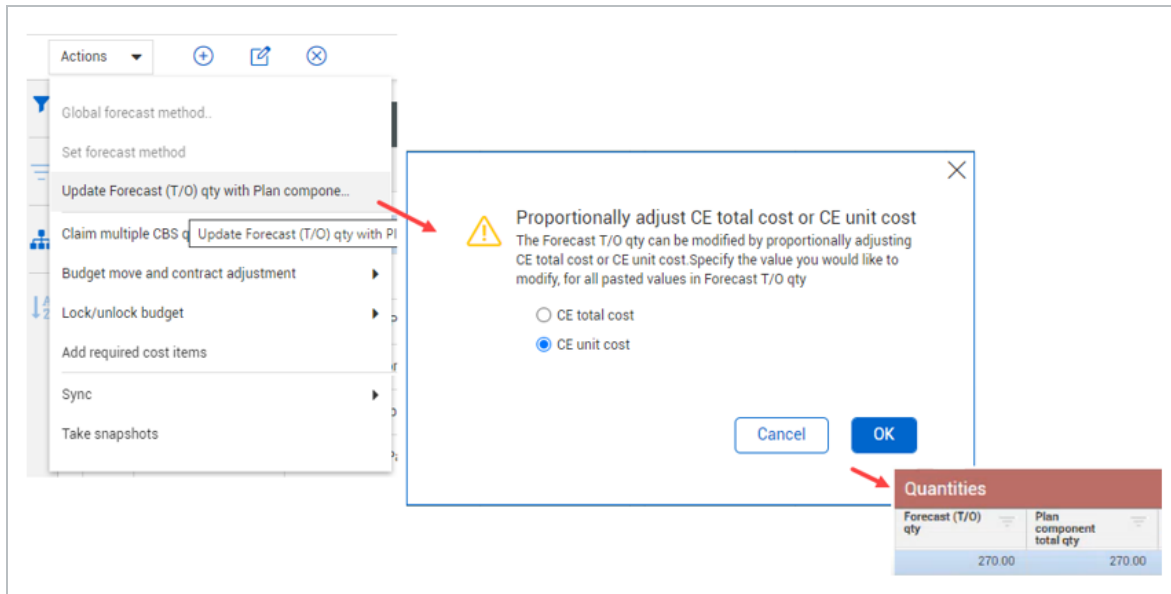 Actions
Global forecast method..
Set forecast method
Update Forecast (T/O) qty with Plan compone...
Claim multiple CBS q
Update Forecast (T/O) qty with Pl
Budget move and contract adjustment
Lock/unlock budget
Add required cost items
Sync
Take snapshots
Proportionally adjust CE total cost or CE unit cost
The Forecast T/O qty can be modified by proportionally adjusting
CE total cost or CE unit cost.Specify the value you would like to
modify, for all pasted values in Forecast T/O qty
CE total cost
CE unit cost
Cancel
OK
Quantities
Forecast (T/O)
qty
Plan
component
total qty
270.00
270.00